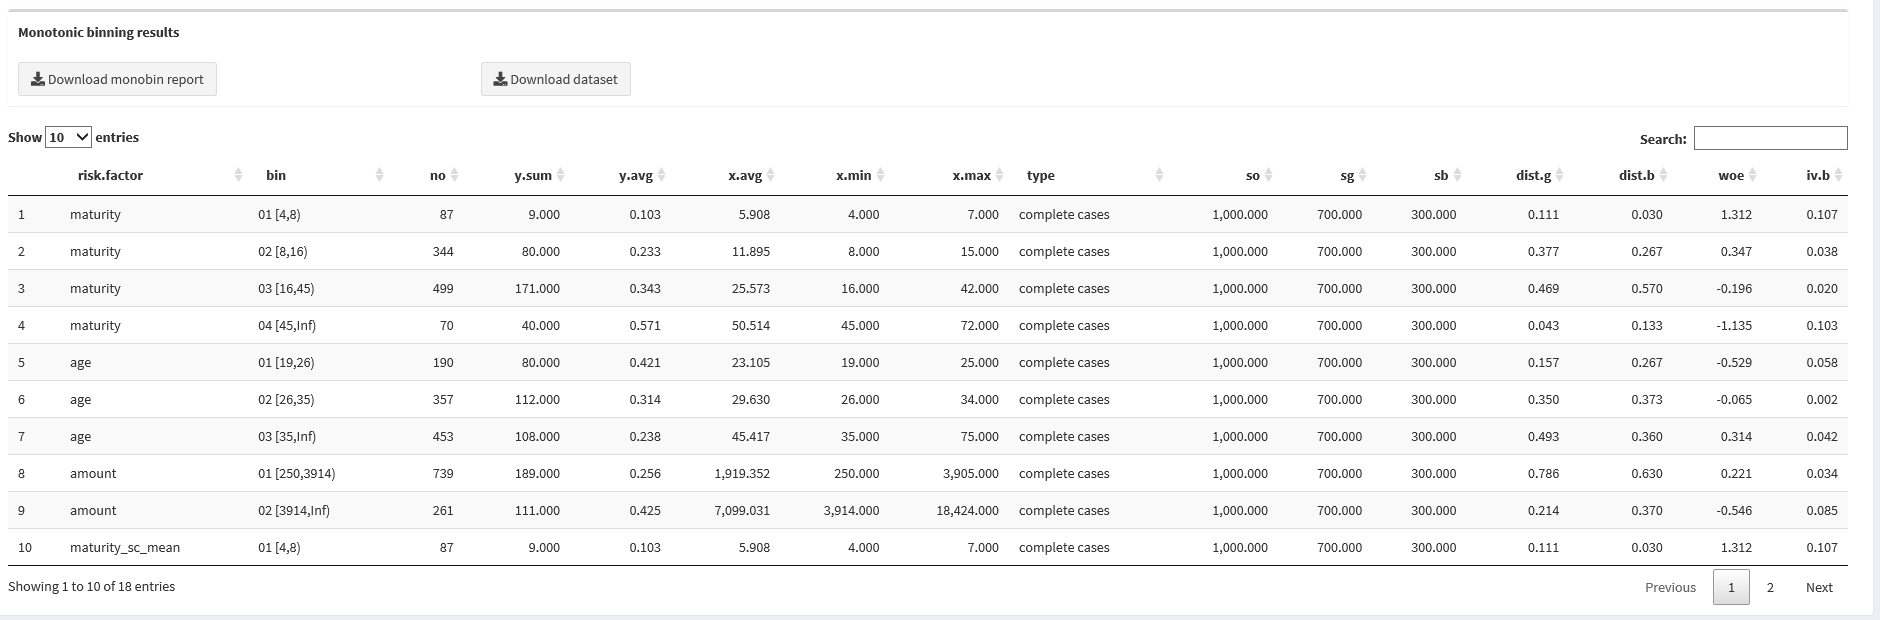 Monotonic binning results
Download monobin report Download dataset
Show 10 entries Search:
risk.factor bin no y.sum y.avg x.avg x.min x.max type so sg sb dist.g dist.b woe iv.b
1 maturity 01 [4,8) 87 9.000 0.103 5.908 4.000 7.000 complete cases 1,000.000 700.000 300.000 0.111 0.030 1.312 0.107
2 maturity 02 [8,16) 344 80.000 0.233 11.895 8.000 15.000 complete cases 1,000.000 700.000 300.000 0.377 0.267 0.347 0.038
3 maturity 03 [16,45) 499 171.000 0.343 25.573 16.000 42.000 complete cases 1,000.000 700.000 300.000 0.469 0.570 -0.196 0.020
4 maturity 04 [45,Inf) 70 40.000 0.571 50.514 45.000 72.000 complete cases 1,000.000 700.000 300.000 0.043 0.133 -1.135 0.103
5 age 01 [19,26) 190 80.000 0.421 23.105 19.000 25.000 complete cases 1,000.000 700.000 300.000 0.157 0.267 -0.529 0.058
6 age 02 [26,35) 357 112.000 0.314 29.630 26.000 34.000 complete cases 1,000.000 700.000 300.000 0.350 0.373 -0.065 0.002
7 age 03 [35,Inf) 453 108.000 0.238 45.417 35.000 75.000 complete cases 1,000.000 700.000 300.000 0.493 0.360 0.314 0.042
8 amount 01 [250,3914) 739 189.000 0.256 1,919.352 250.000 3,905.000 complete cases 1,000.000 700.000 300.000 0.786 0.630 0.221 0.034
9 amount 02 [3914,Inf) 261 111.000 0.425 7,099.031 3,914.000 18,424.000 complete cases 1,000.000 700.000 300.000 0.214 0.370 -0.546 0.085
10 maturity_sc_mean 01 [4,8) 87 9.000 0.103 5.908 4.000 7.000 complete cases 1,000.000 700.000 300.000 0.111 0.030 1.312 0.107
Showing 1 to 10 of 18 entries Previous 1 2 Next